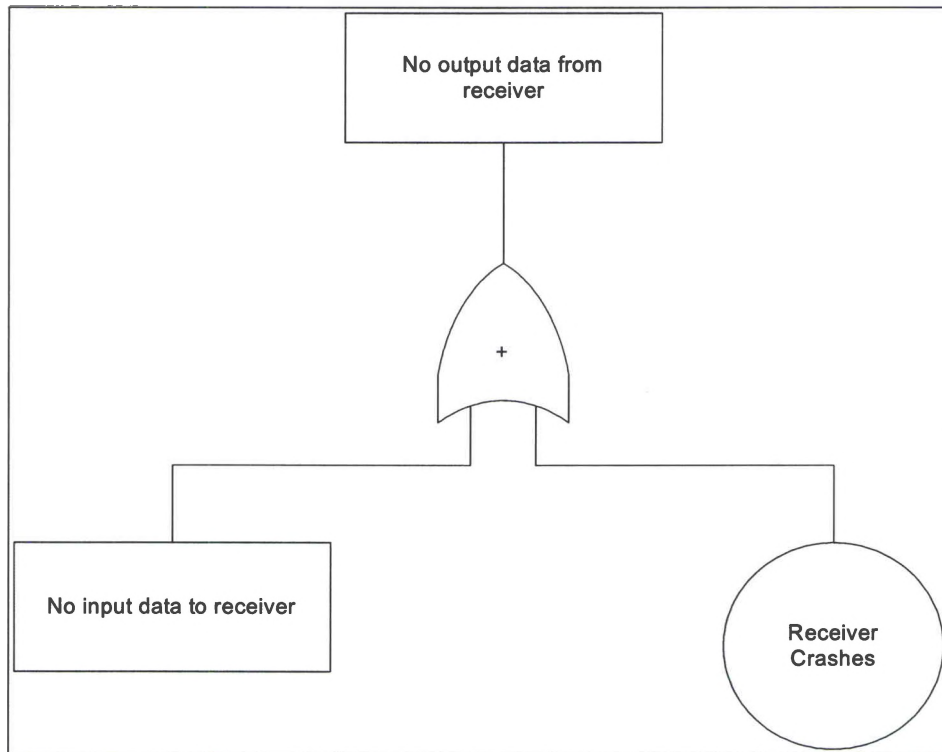 No output data from
receiver
+
No input data to receiver
Receiver
Crashes